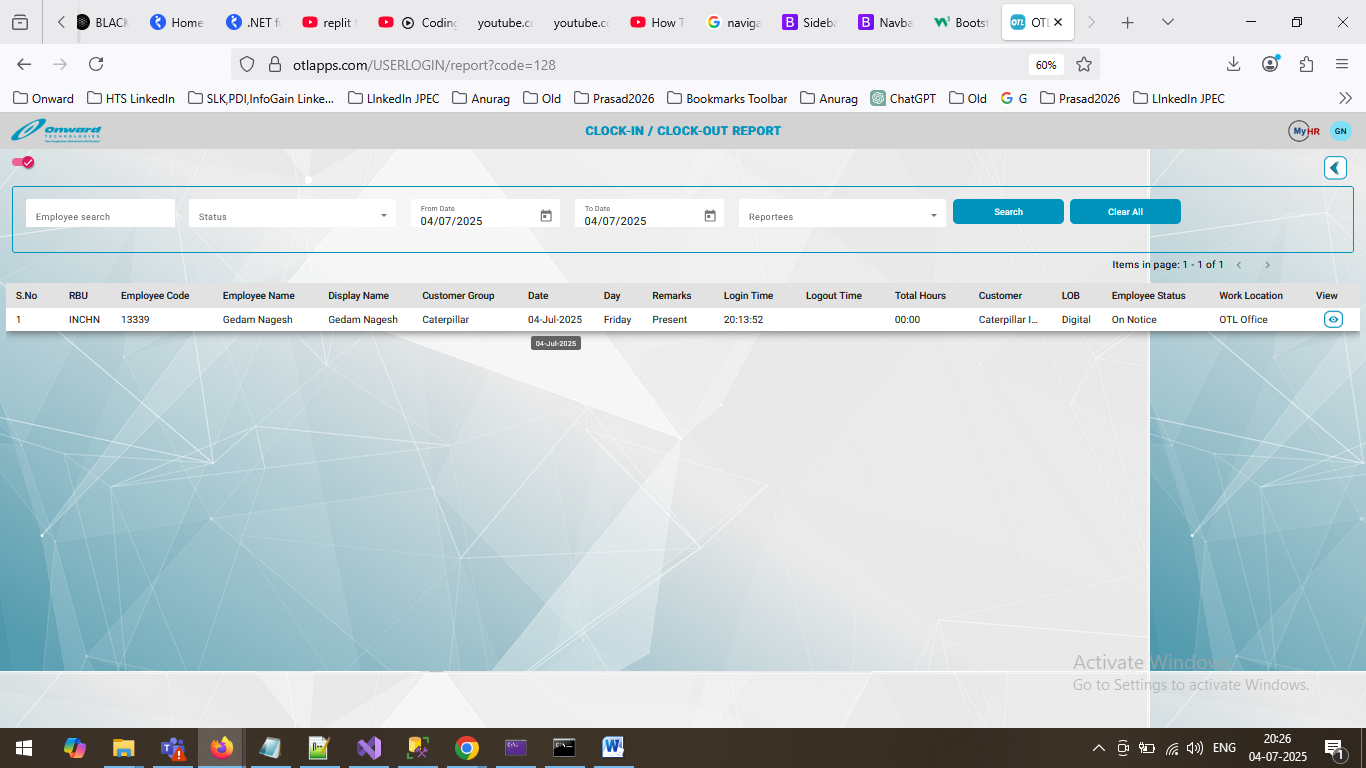 BLACK
Home
.NET f
replit
Coding
youtube.co
youtube.co
How T
naviga
Sideba
Navba
Boots
OTL
otlapps.com/USERLOGIN/report?code=128
60%
Onward
HTS LinkedIn
SLK,PDI,InfoGain Linke...
LInkedIn JPEC
Anurag
Old
Prasad2026
Bookmarks Toolbar
Anurag
ChatGPT
Old
G
Prasad2026
LInkedIn JPEC
Onward
TECHNOLOGIES
CLOCK-IN / CLOCK-OUT REPORT
MyHR
GN
Employee search
Status
From Date
04/07/2025
To Date
04/07/2025
Reportees
Search
Clear All
Items in page: 1 - 1 of 1
S.No RBU Employee Code Employee Name Display Name Customer Group Date Day Remarks Login Time Logout Time Total Hours Customer LOB Employee Status Work Location View
1 INCHN 13339 Gedam Nagesh Gedam Nagesh Caterpillar 04-Jul-2025 Friday Present 20:13:52 00:00 Caterpillar I... Digital On Notice OTL Office
04-Jul-2025
Activate Windows
Go to Settings to activate Windows.
ENG
20:26
04-07-2025
1